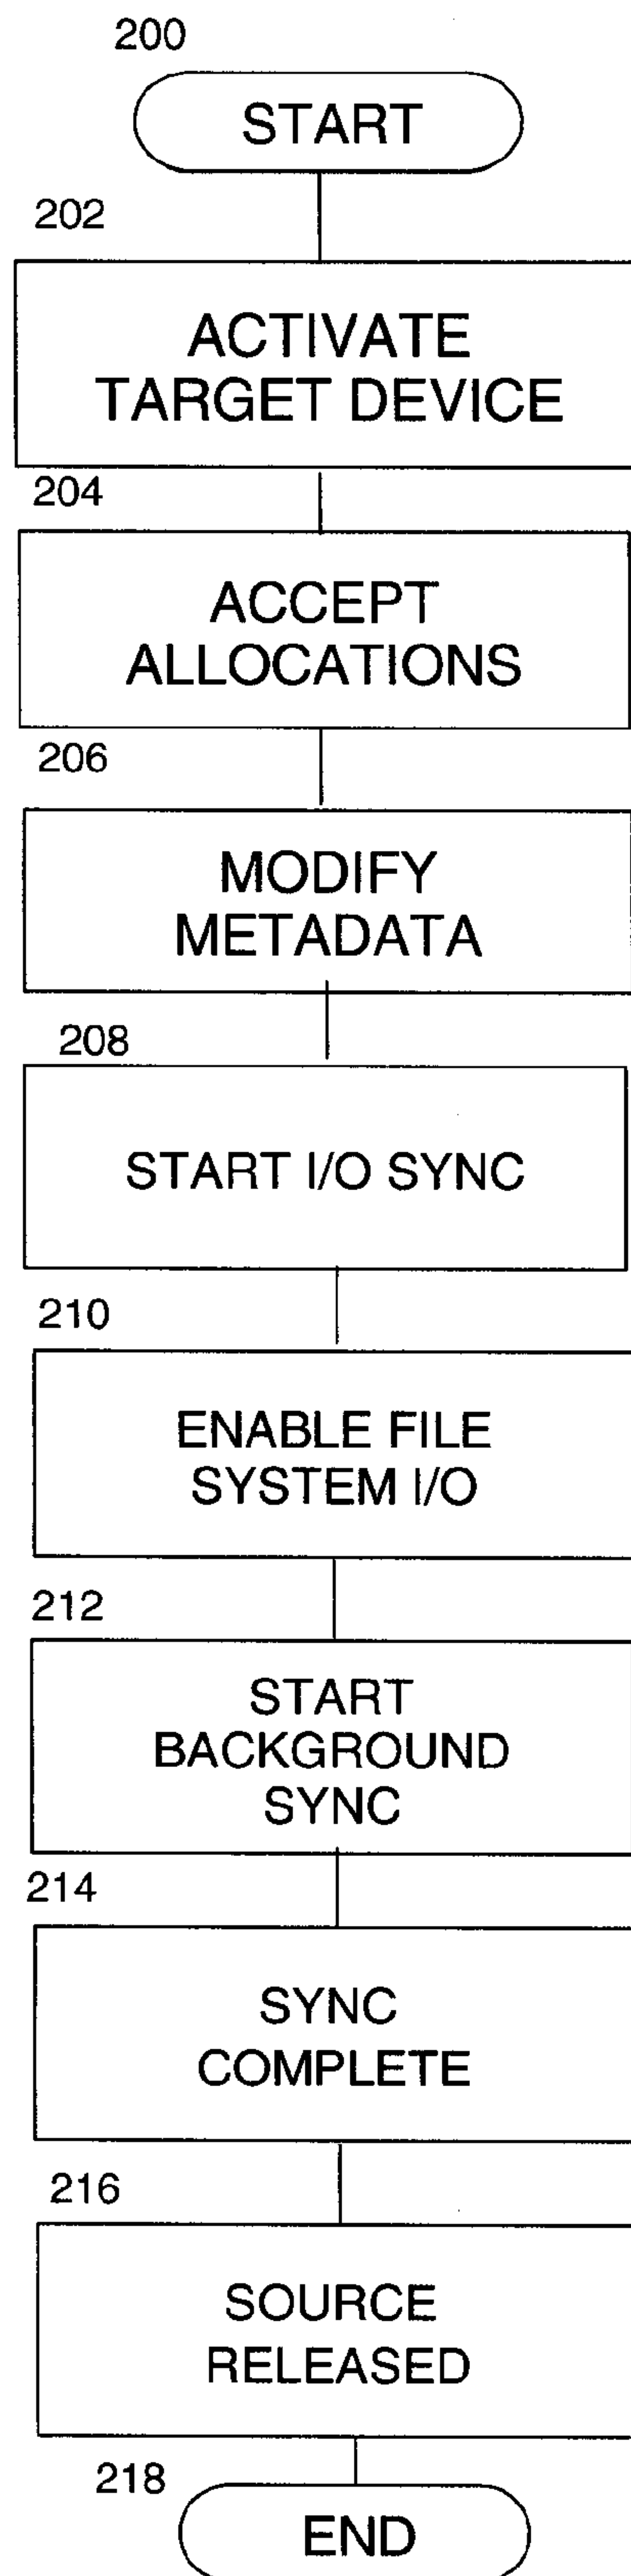 200
START
202
ACTIVATE
TARGET DEVICE
204
ACCEPT
ALLOCATIONS
206
MODIFY
METADATA
208
START I/O SYNC
210
ENABLE FILE
SYSTEM I/O
212
START
BACKGROUND
SYNC
214
SYNC
COMPLETE
216
SOURCE
RELEASED
218
END